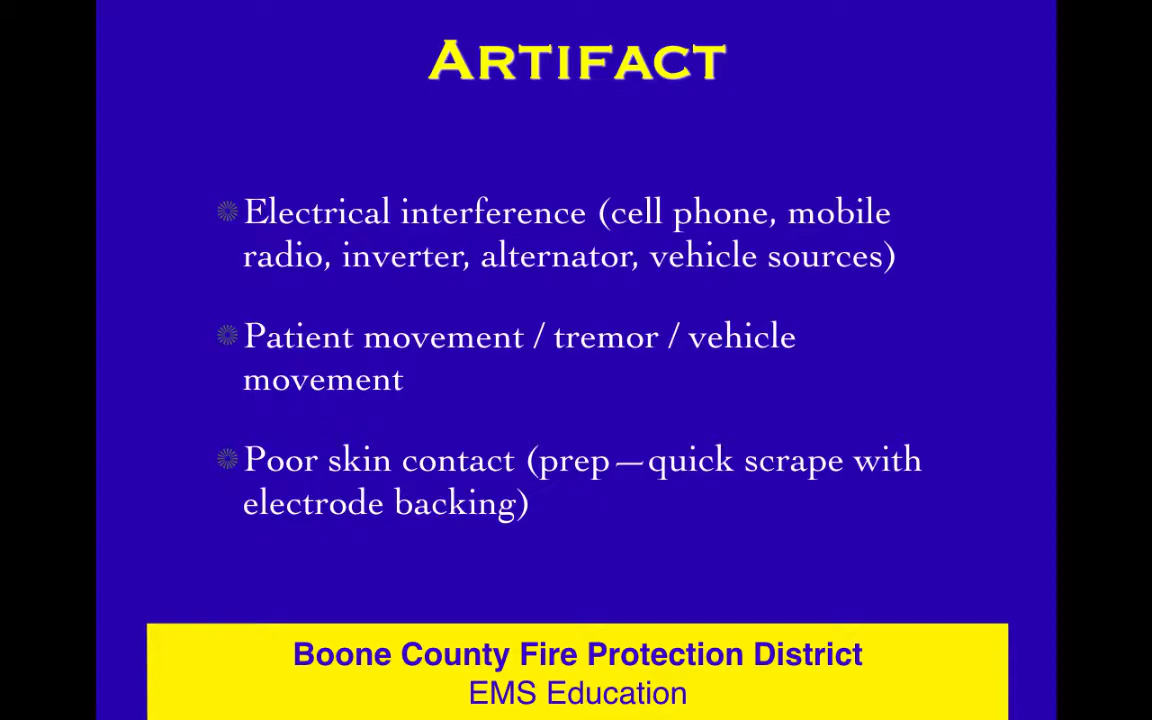 ARTIFACT
Electrical interference (cell phone, mobile
radio, inverter, alternator, vehicle sources)
Patient movement / tremor / vehicle
movement
Poor skin contact (prep—quick scrape with
electrode backing)
Boone County Fire Protection District
EMS Education